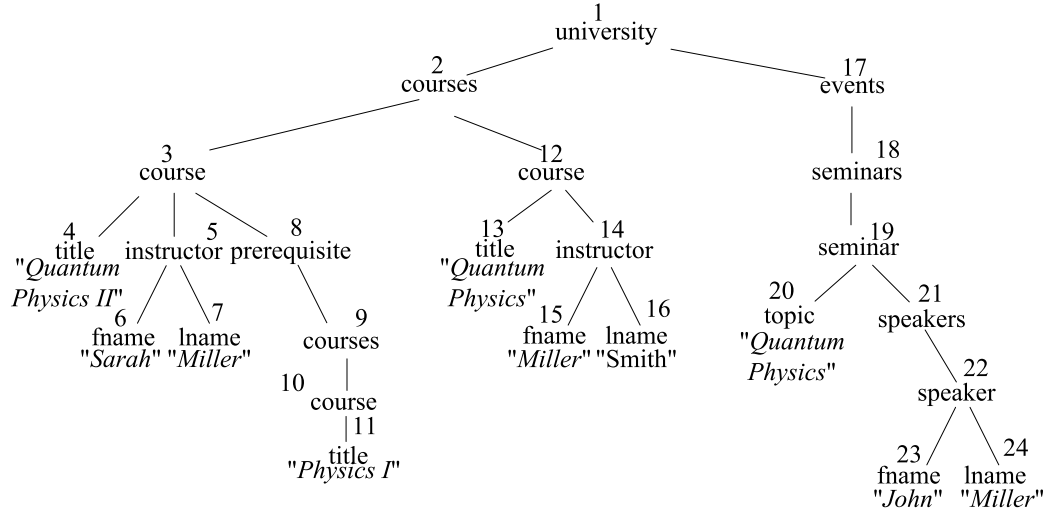 1
university
2
courses
17
events
3
course
12
course
18
seminars
4
title
"Quantum
Physics II"
5
instructor
8
prerequisite
13
title
"Quantum
Physics"
14
instructor
19
seminar
6
fname
"Sarah"
7
lname
"Miller"
9
courses
15
fname
"Miller"
16
lname
"Smith"
20
topic
"Quantum
Physics"
21
speakers
10
course
11
title
"Physics I"
22
speaker
23
fname
"John"
24
lname
"Miller"